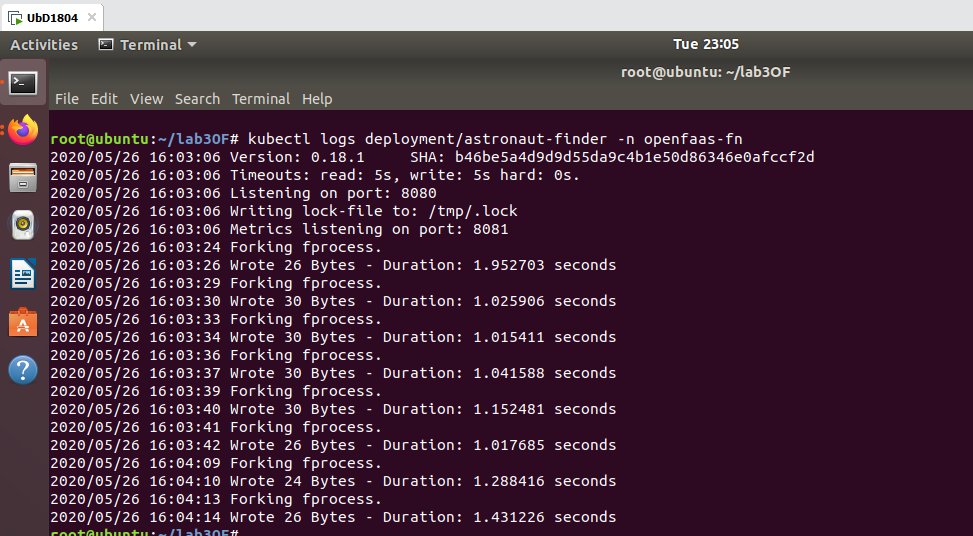 UbD1804
Activities Terminal Tue 23:05
root@ubuntu: ~/lab3OF
File Edit View Search Terminal Help
root@ubuntu:~/lab3OF# kubectl logs deployment/astronaut-finder -n openfaas-fn
2020/05/26 16:03:06 Version: 0.18.1 SHA: b46be5a4d9d9d55da9c4b1e50d86346e0afccf2d
2020/05/26 16:03:06 Timeouts: read: 5s, write: 5s hard: 0s.
2020/05/26 16:03:06 Listening on port: 8080
2020/05/26 16:03:06 Writing lock-file to: /tmp/.lock
2020/05/26 16:03:06 Metrics listening on port: 8081
2020/05/26 16:03:24 Forking fprocess.
2020/05/26 16:03:26 Wrote 26 Bytes - Duration: 1.952703 seconds
2020/05/26 16:03:29 Forking fprocess.
2020/05/26 16:03:30 Wrote 30 Bytes - Duration: 1.025906 seconds
2020/05/26 16:03:33 Forking fprocess.
2020/05/26 16:03:34 Wrote 30 Bytes - Duration: 1.015411 seconds
2020/05/26 16:03:36 Forking fprocess.
2020/05/26 16:03:37 Wrote 30 Bytes - Duration: 1.041588 seconds
2020/05/26 16:03:39 Forking fprocess.
2020/05/26 16:03:40 Wrote 30 Bytes - Duration: 1.152481 seconds
2020/05/26 16:03:41 Forking fprocess.
2020/05/26 16:03:42 Wrote 26 Bytes - Duration: 1.017685 seconds
2020/05/26 16:04:09 Forking fprocess.
2020/05/26 16:04:10 Wrote 24 Bytes - Duration: 1.288416 seconds
2020/05/26 16:04:13 Forking fprocess.
2020/05/26 16:04:14 Wrote 26 Bytes - Duration: 1.431226 seconds
root@ubuntu:~/lab3OF#